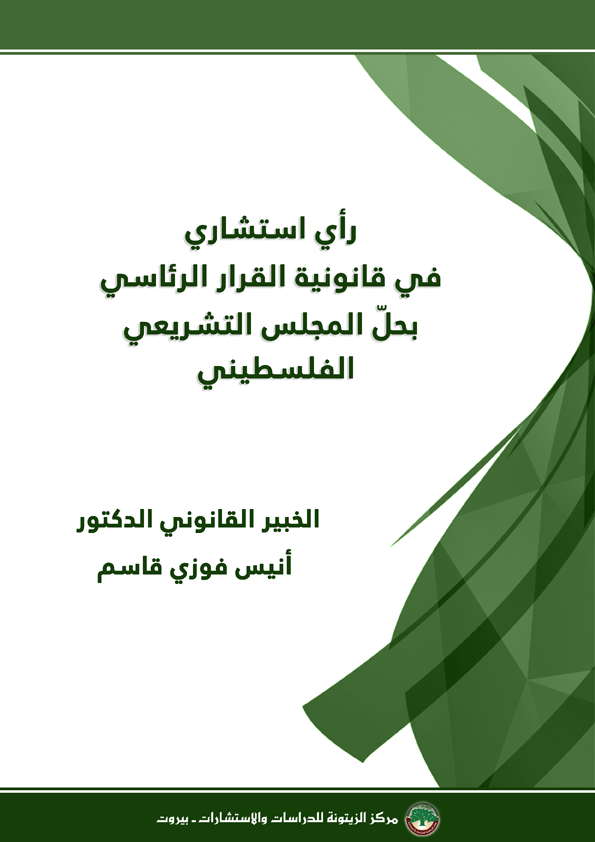 رأي استشاري
في قانونية القرار الرئاسي
بحلّ المجلس التشريعي
الفلسطيني
الخبير القانوني الدكتور
أنيس فوزي قاسم
مركز الزيتونة للدراسات والاستشارات - بيروت